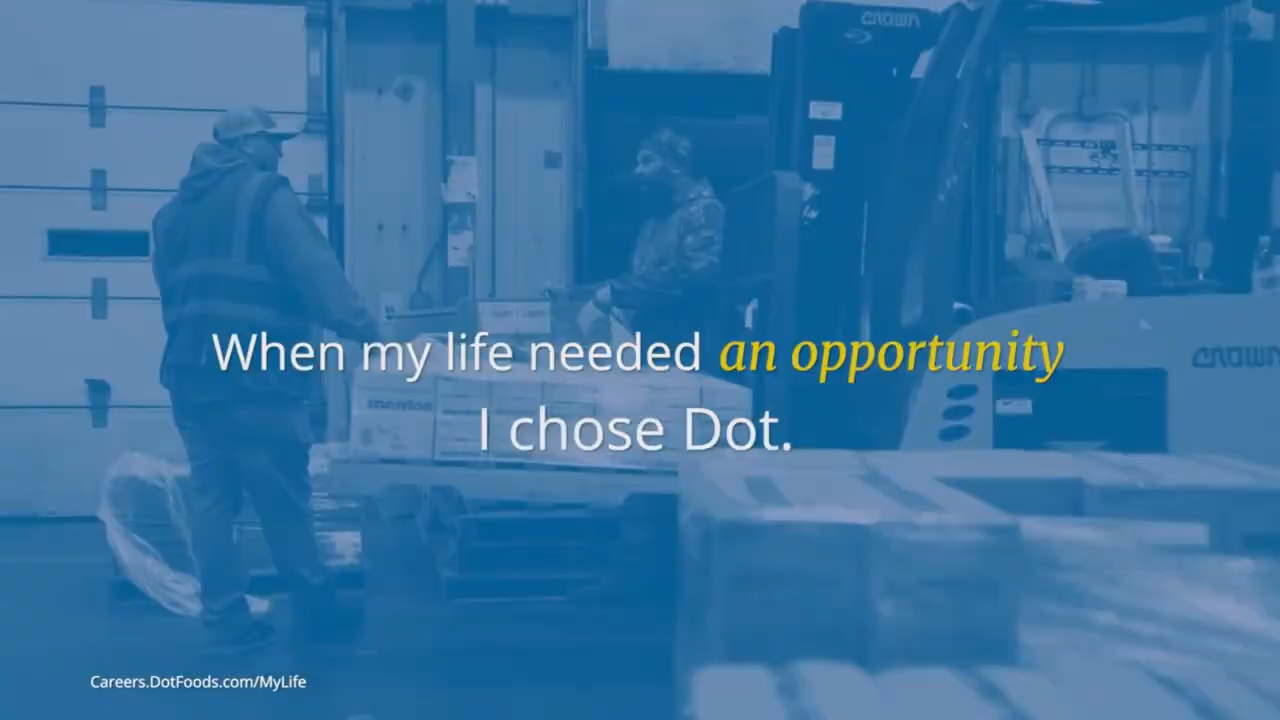 CROWN
CROWN
When my life needed an opportunity
I chose Dot.
Careers.DotFoods.com/MyLife